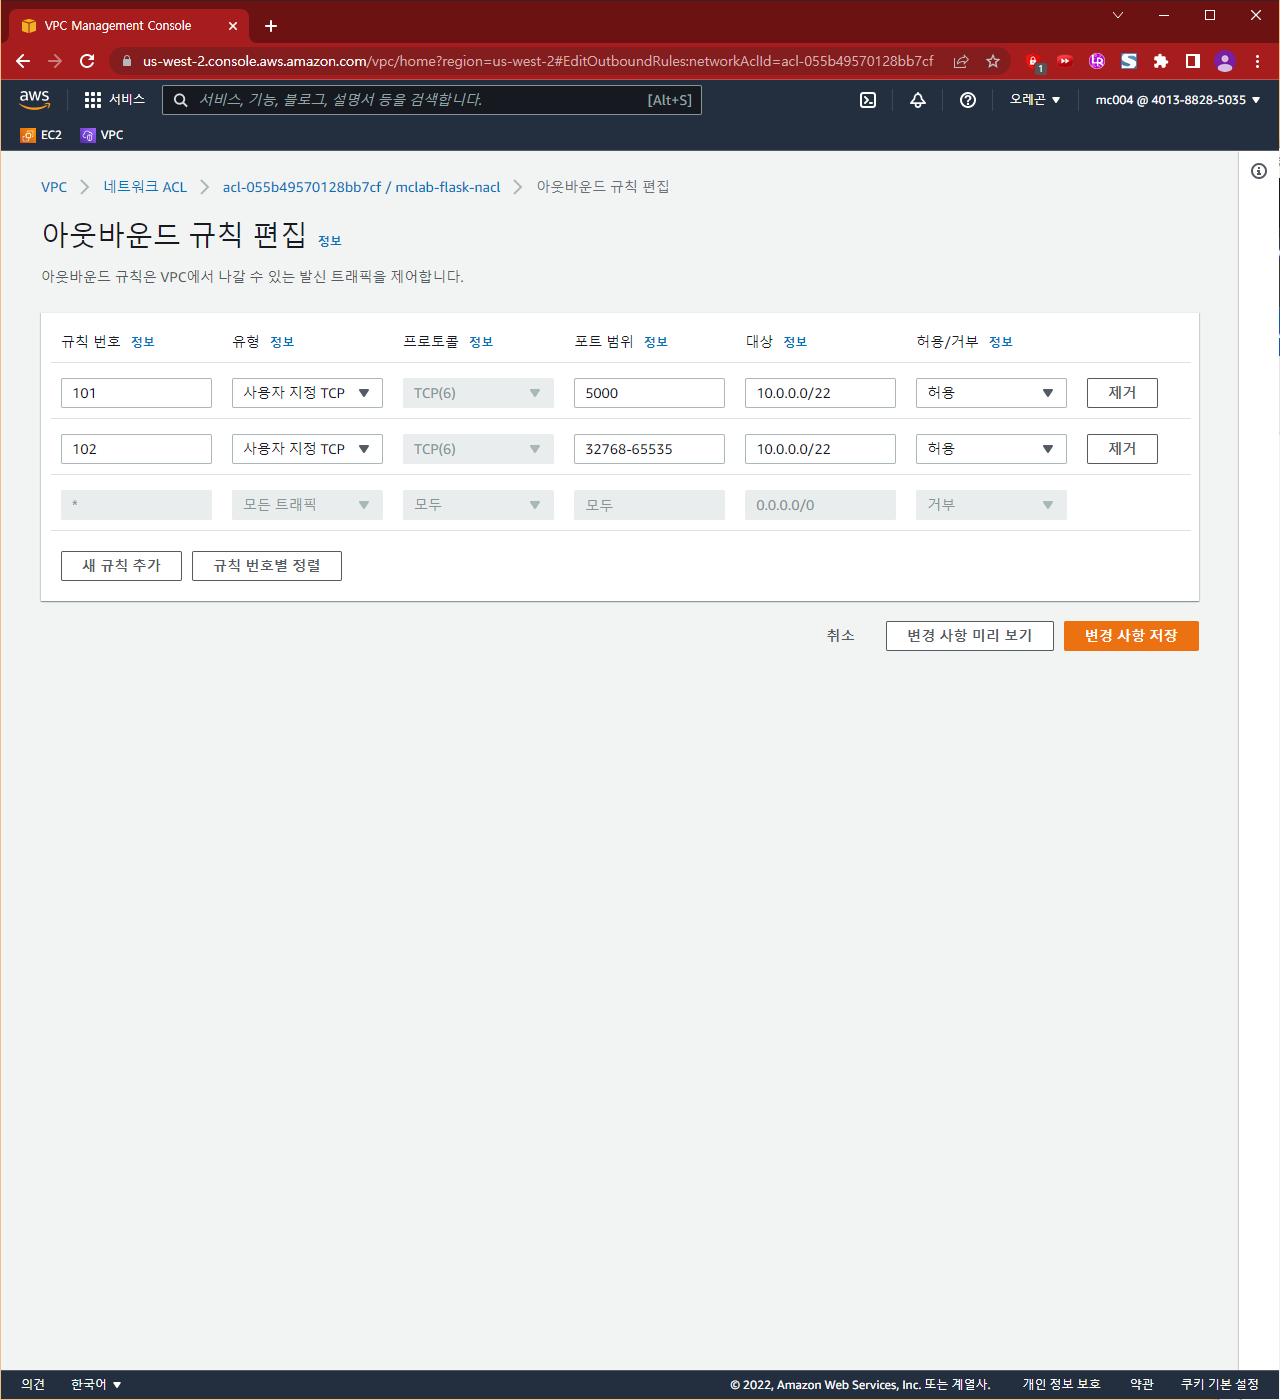 VPC Management Console
us-west-2.console.aws.amazon.com/vpc/home?region=us-west-2#EditOutboundRules:networkAclId=acl-055b49570128bb7cf
1
aws 서비스 서비스, 기능, 블로그, 설명서 등을 검색합니다. [Alt+S] 오레곤 mc004 @ 4013-8828-5035
EC2 VPC
VPC 네트워크 ACL acl-055b49570128bb7cf / mclab-flask-nacl 아웃바운드 규칙 편집
아웃바운드 규칙 편집 정보
아웃바운드 규칙은 VPC에서 나갈 수 있는 발신 트래픽을 제어합니다.
규칙 번호 정보 유형 정보 프로토콜 정보 포트 범위 정보 대상 정보 허용/거부 정보
101 사용자 지정 TCP TCP(6) 5000 10.0.0.0/22 허용 제거
102 사용자 지정 TCP TCP(6) 32768-65535 10.0.0.0/22 허용 제거
* 모든 트래픽 모두 모두 0.0.0.0/0 거부
새 규칙 추가 규칙 번호별 정렬
취소 변경 사항 미리 보기 변경 사항 저장
의견 한국어 © 2022, Amazon Web Services, Inc. 또는 계열사. 개인 정보 보호 약관 쿠키 기본 설정